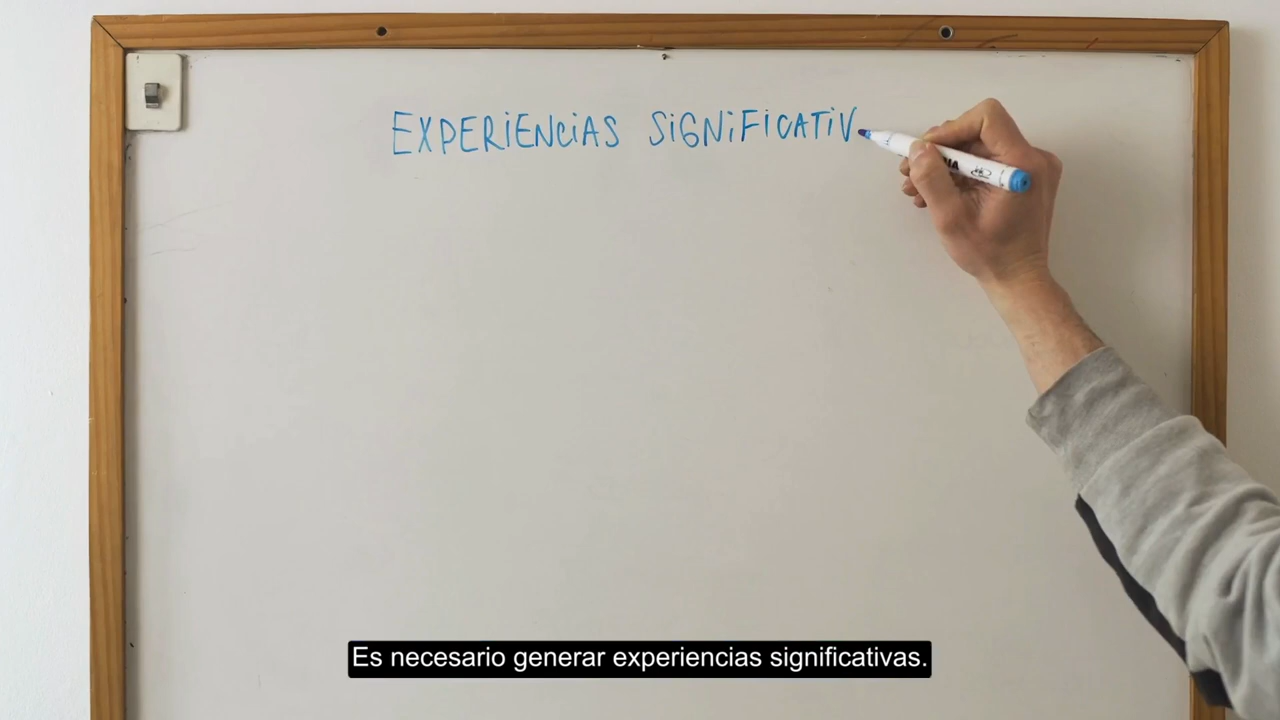 EXPERIENCIAS SIGNIFICATIV
Es necesario generar experiencias significativas.